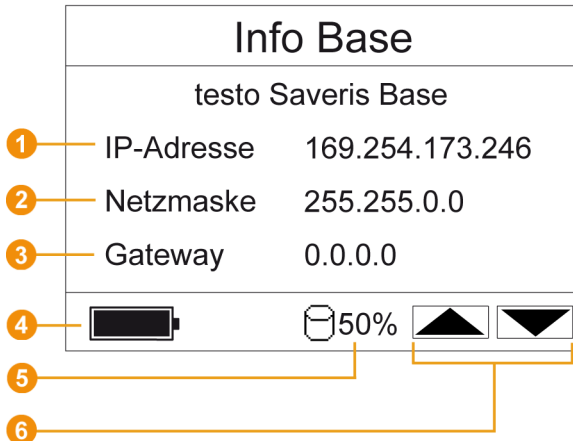 Info Base
testo Saveris Base
1 IP-Adresse 169.254.173.246
2 Netzmaske 255.255.0.0
3 Gateway 0.0.0.0
4 50%
5
6